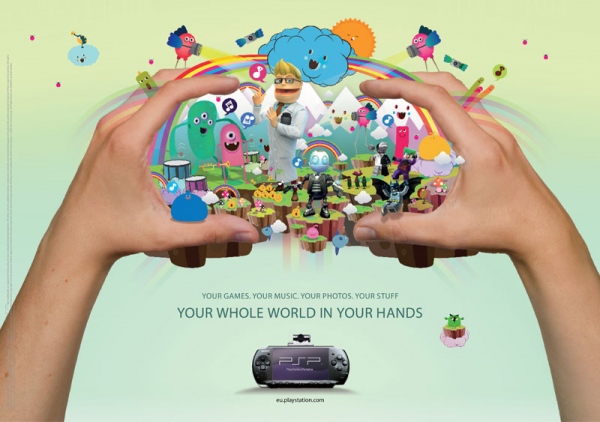 YOUR GAMES. YOUR MUSIC. YOUR PHOTOS. YOUR STUFF
YOUR WHOLE WORLD IN YOUR HANDS
PSP
eu.playstation.com